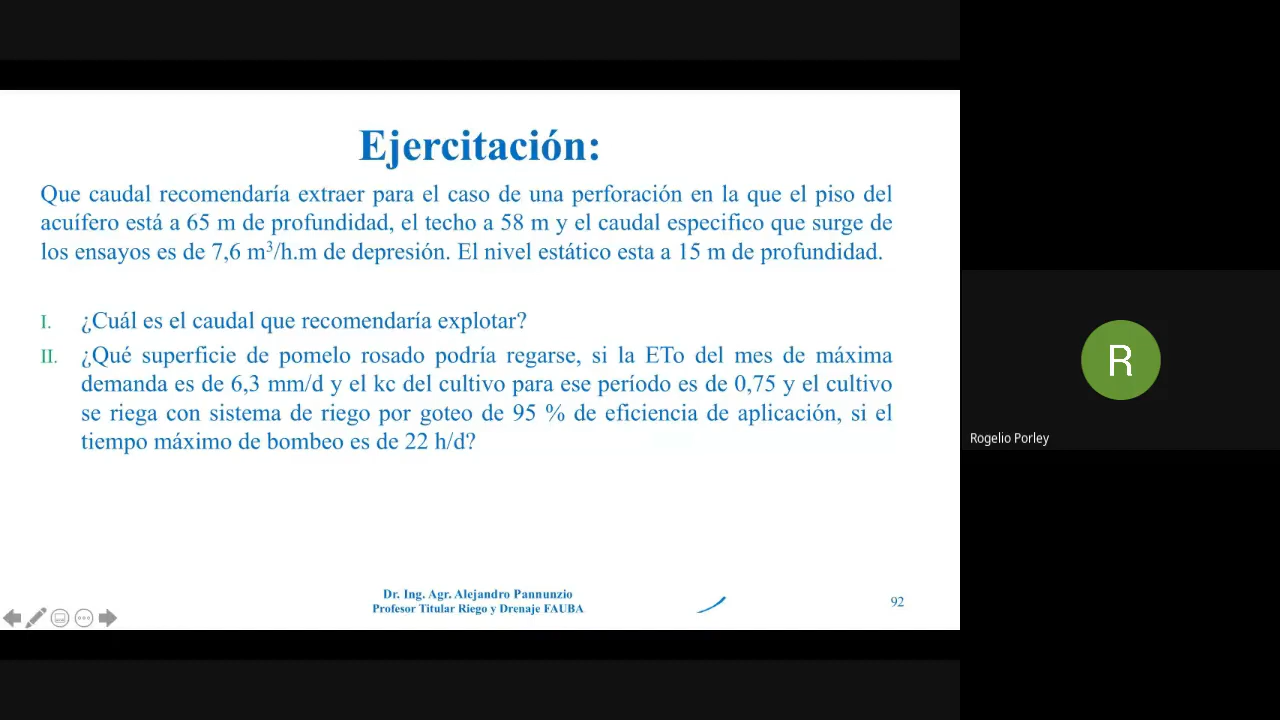 Ejercitación:
Que caudal recomendaría extraer para el caso de una perforación en la que el piso del
acuífero está a 65 m de profundidad, el techo a 58 m y el caudal especifico que surge de
los ensayos es de 7,6 m³/h.m de depresión. El nivel estático esta a 15 m de profundidad.
I. ¿Cuál es el caudal que recomendaría explotar?
II. ¿Qué superficie de pomelo rosado podría regarse, si la ETo del mes de máxima
demanda es de 6,3 mm/d y el kc del cultivo para ese período es de 0,75 y el cultivo
se riega con sistema de riego por goteo de 95 % de eficiencia de aplicación, si el
tiempo máximo de bombeo es de 22 h/d?
Dr. Ing. Agr. Alejandro Pannunzio
Profesor Titular Riego y Drenaje FAUBA
92
R
Rogelio Porley